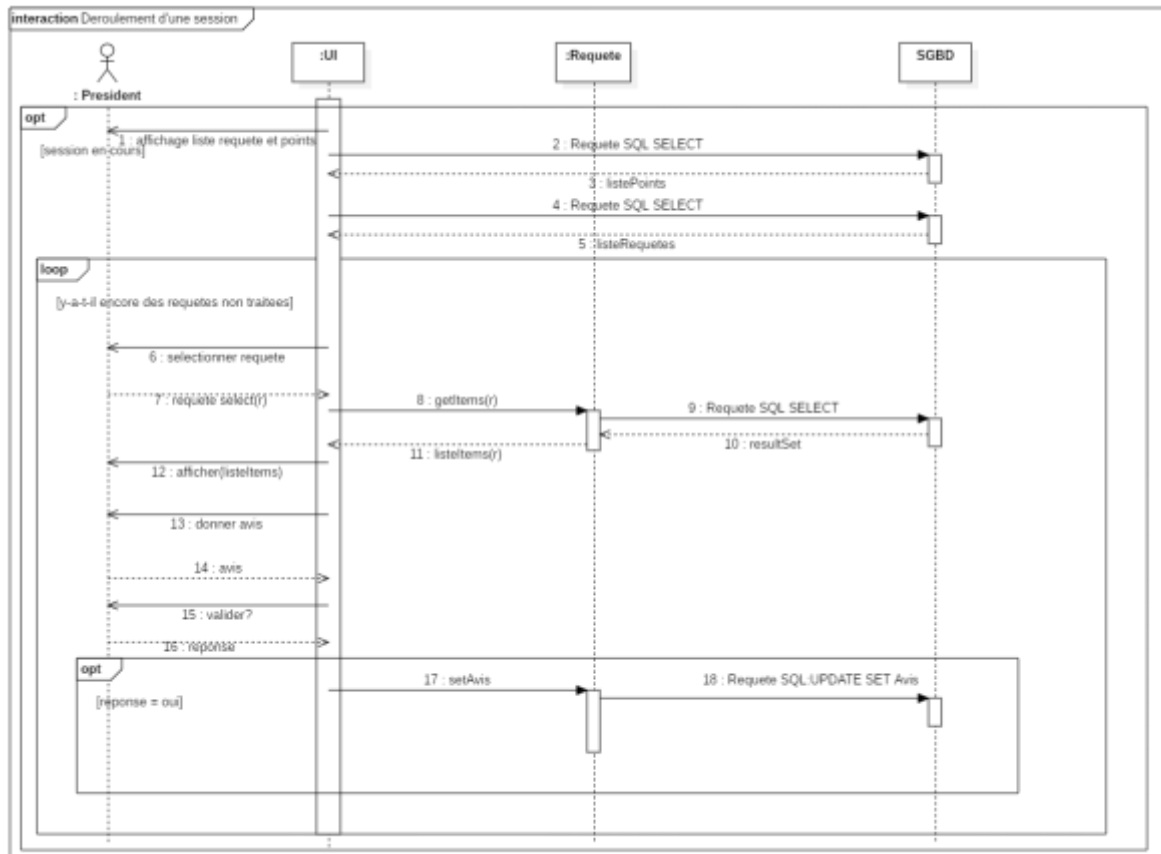 interaction Deroulement d'une session
:UI
:Requete
SGBD
: President
opt
1 : affichage liste requete et points
[session en-cours]
2 : Requete SQL SELECT
3 : listePoints
4 : Requete SQL SELECT
5 : listeRequetes
loop
[y-a-t-il encore des requetes non traitees]
6 : selectionner requete
7 : requete select(r)
8 : getItems(r)
9 : Requete SQL SELECT
10 : resultSet
11 : listeItems(r)
12 : afficher(listeItems)
13 : donner avis
14 : avis
15 : valider?
16 : reponse
opt
17 : setAvis
18 : Requete SQL:UPDATE SET Avis
[reponse = oui]